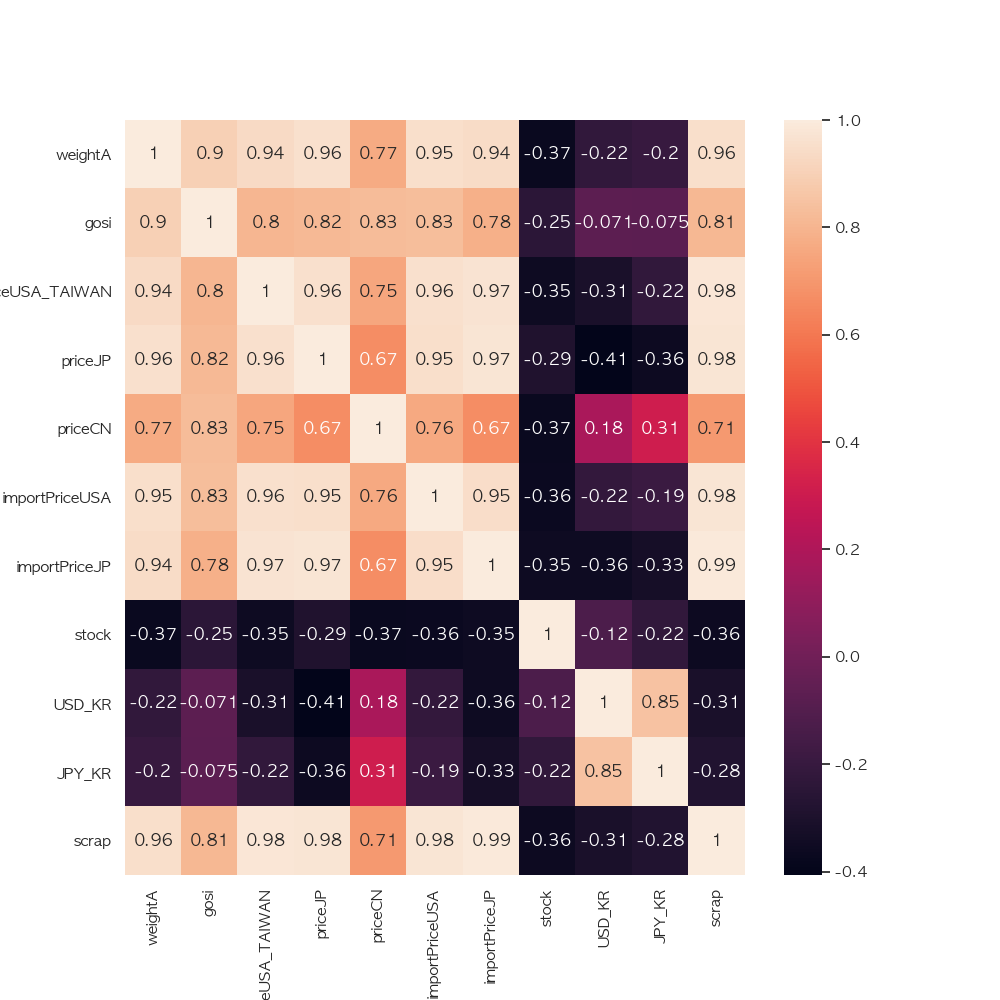 weightA 1 0.9 0.94 0.96 0.77 0.95 0.94 -0.37 -0.22 -0.2 0.96
gosi 0.9 1 0.8 0.82 0.83 0.83 0.78 -0.25 -0.071 -0.075 0.81
eUSA_TAIWAN 0.94 0.8 1 0.96 0.75 0.96 0.97 -0.35 -0.31 -0.22 0.98
priceJP 0.96 0.82 0.96 1 0.67 0.95 0.97 -0.29 -0.41 -0.36 0.98
priceCN 0.77 0.83 0.75 0.67 1 0.76 0.67 -0.37 0.18 0.31 0.71
importPriceUSA 0.95 0.83 0.96 0.95 0.76 1 0.95 -0.36 -0.22 -0.19 0.98
importPriceJP 0.94 0.78 0.97 0.97 0.67 0.95 1 -0.35 -0.36 -0.33 0.99
stock -0.37 -0.25 -0.35 -0.29 -0.37 -0.36 -0.35 1 -0.12 -0.22 -0.36
USD_KR -0.22 -0.071 -0.31 -0.41 0.18 -0.22 -0.36 -0.12 1 0.85 -0.31
JPY_KR -0.2 -0.075 -0.22 -0.36 0.31 -0.19 -0.33 -0.22 0.85 1 -0.28
scrap 0.96 0.81 0.98 0.98 0.71 0.98 0.99 -0.36 -0.31 -0.28 1
weightA
gosi
eUSA_TAIWAN
priceJP
priceCN
importPriceUSA
importPriceJP
stock
USD_KR
JPY_KR
scrap
1.0
0.8
0.6
0.4
0.2
0.0
-0.2
-0.4